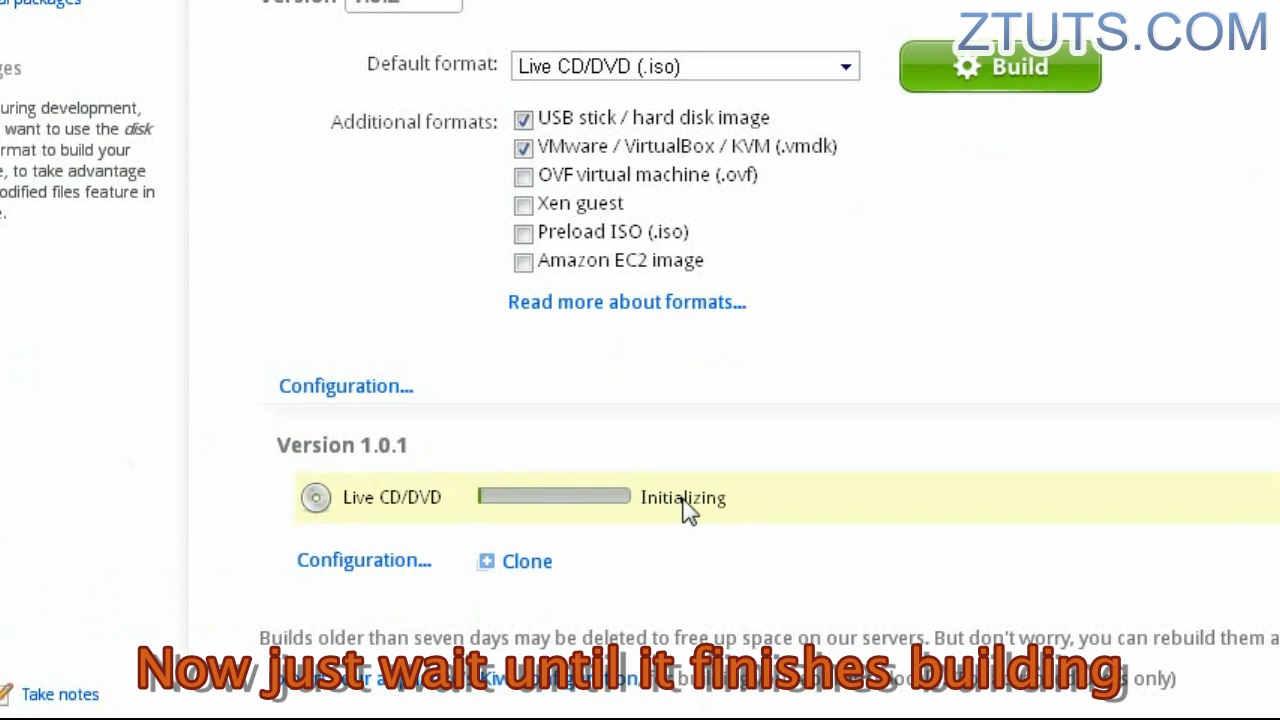 ZTUTS.COM
Version
Default format: Live CD/DVD (.iso)
Build
Additional formats:
USB stick / hard disk image
VMware / VirtualBox / KVM (.vmdk)
OVF virtual machine (.ovf)
Xen guest
Preload ISO (.iso)
Amazon EC2 image
Read more about formats...
uring development,
want to use the disk
rmat to build your
e, to take advantage
odified files feature in
e.
Configuration...
Version 1.0.1
Live CD/DVD
Initializing
Configuration...
Clone
Builds older than seven days may be deleted to free up space on our servers. But don't worry, you can rebuild them a
Now just wait until it finishes building
Take notes